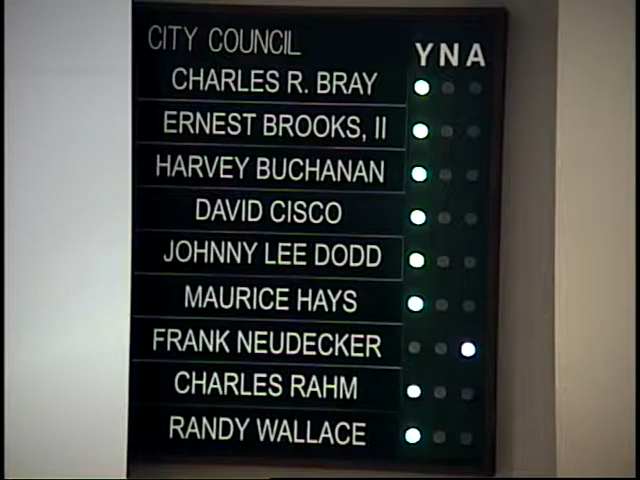 CITY COUNCIL YNA
CHARLES R. BRAY
ERNEST BROOKS, II
HARVEY BUCHANAN
DAVID CISCO
JOHNNY LEE DODD
MAURICE HAYS
FRANK NEUDECKER
CHARLES RAHM
RANDY WALLACE